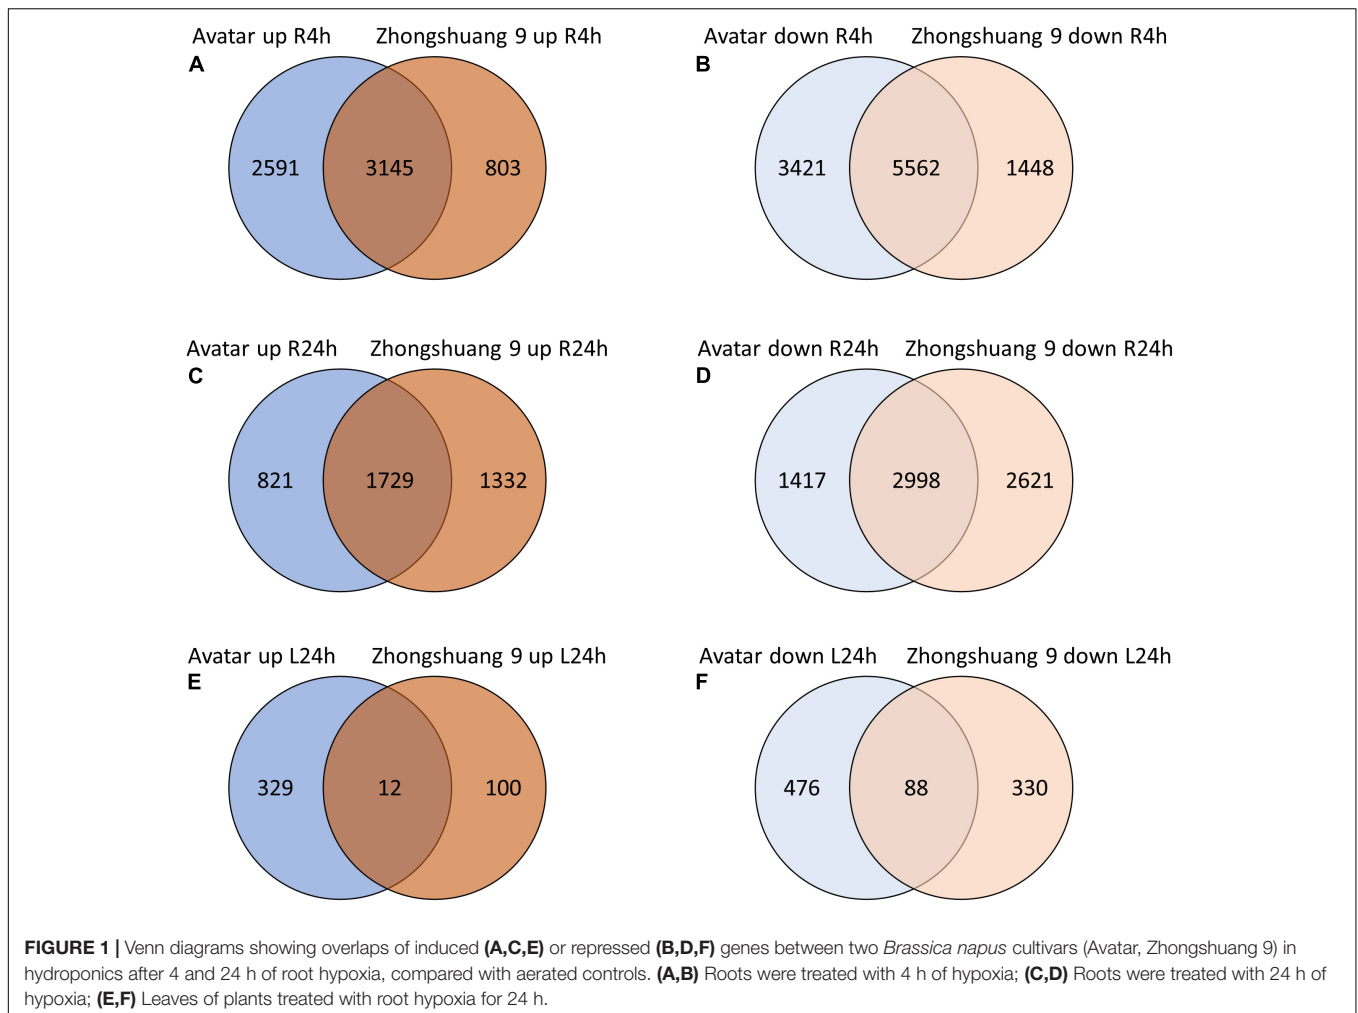 Avatar up R4h Zhongshuang 9 up R4h
A
2591 3145 803
Avatar down R4h Zhongshuang 9 down R4h
B
3421 5562 1448
Avatar up R24h Zhongshuang 9 up R24h
C
821 1729 1332
Avatar down R24h Zhongshuang 9 down R24h
D
1417 2998 2621
Avatar up L24h Zhongshuang 9 up L24h
E
329 12 100
Avatar down L24h Zhongshuang 9 down L24h
F
476 88 330
FIGURE 1 | Venn diagrams showing overlaps of induced (A,C,E) or repressed (B,D,F) genes between two Brassica napus cultivars (Avatar, Zhongshuang 9) in
hydroponics after 4 and 24 h of root hypoxia, compared with aerated controls. (A,B) Roots were treated with 4 h of hypoxia; (C,D) Roots were treated with 24 h of
hypoxia; (E,F) Leaves of plants treated with root hypoxia for 24 h.